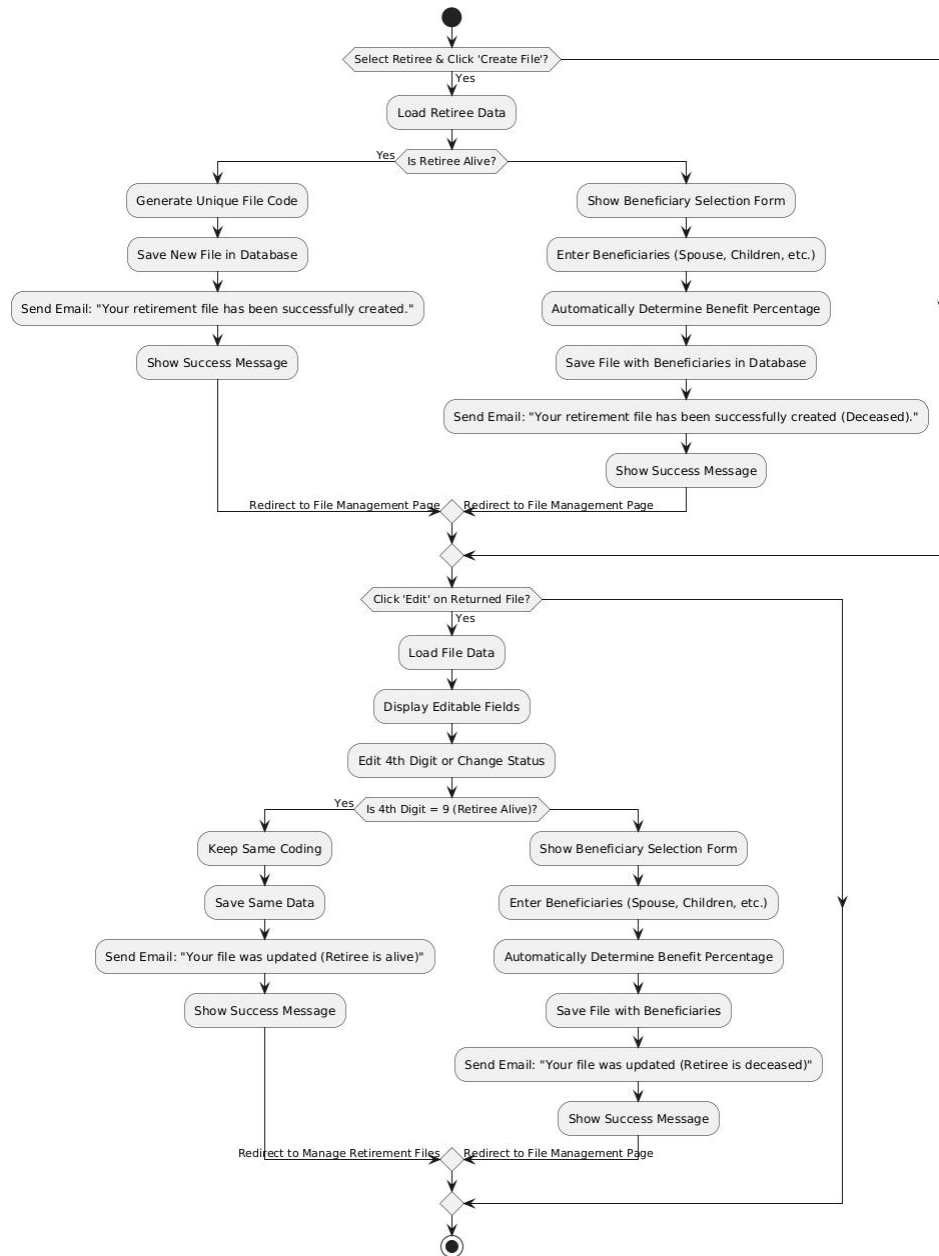 Select Retiree & Click 'Create File'?
Yes
Load Retiree Data
Yes
Is Retiree Alive?
Generate Unique File Code
Save New File in Database
Send Email: "Your retirement file has been successfully created."
Show Success Message
Show Beneficiary Selection Form
Enter Beneficiaries (Spouse, Children, etc.)
Automatically Determine Benefit Percentage
Save File with Beneficiaries in Database
Send Email: "Your retirement file has been successfully created (Deceased)."
Show Success Message
Redirect to File Management Page
Redirect to File Management Page
Click 'Edit' on Returned File?
Yes
Load File Data
Display Editable Fields
Edit 4th Digit or Change Status
Yes
Is 4th Digit = 9 (Retiree Alive)?
Keep Same Coding
Save Same Data
Send Email: "Your file was updated (Retiree is alive)"
Show Success Message
Show Beneficiary Selection Form
Enter Beneficiaries (Spouse, Children, etc.)
Automatically Determine Benefit Percentage
Save File with Beneficiaries
Send Email: "Your file was updated (Retiree is deceased)"
Show Success Message
Redirect to Manage Retirement Files
Redirect to File Management Page